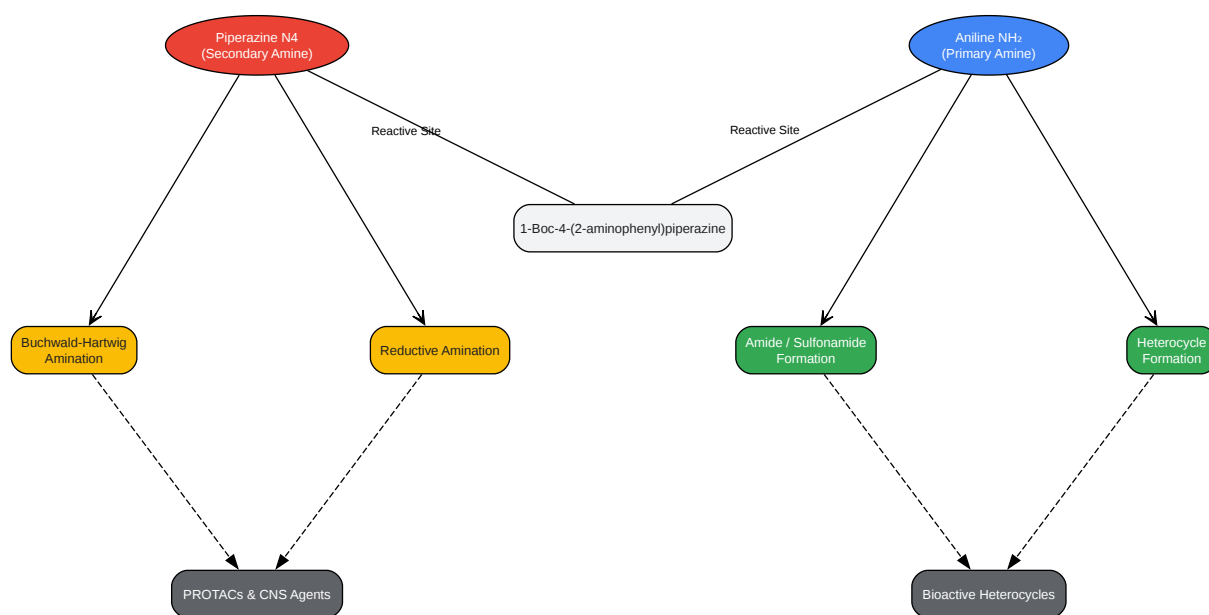 Piperazine N4
(Secondary Amine)
Aniline NH₂
(Primary Amine)
Reactive Site
Reactive Site
1-Boc-4-(2-aminophenyl)piperazine
Buchwald-Hartwig
Amination
Reductive Amination
Amide / Sulfonamide
Formation
Heterocycle
Formation
PROTACs & CNS Agents
Bioactive Heterocycles